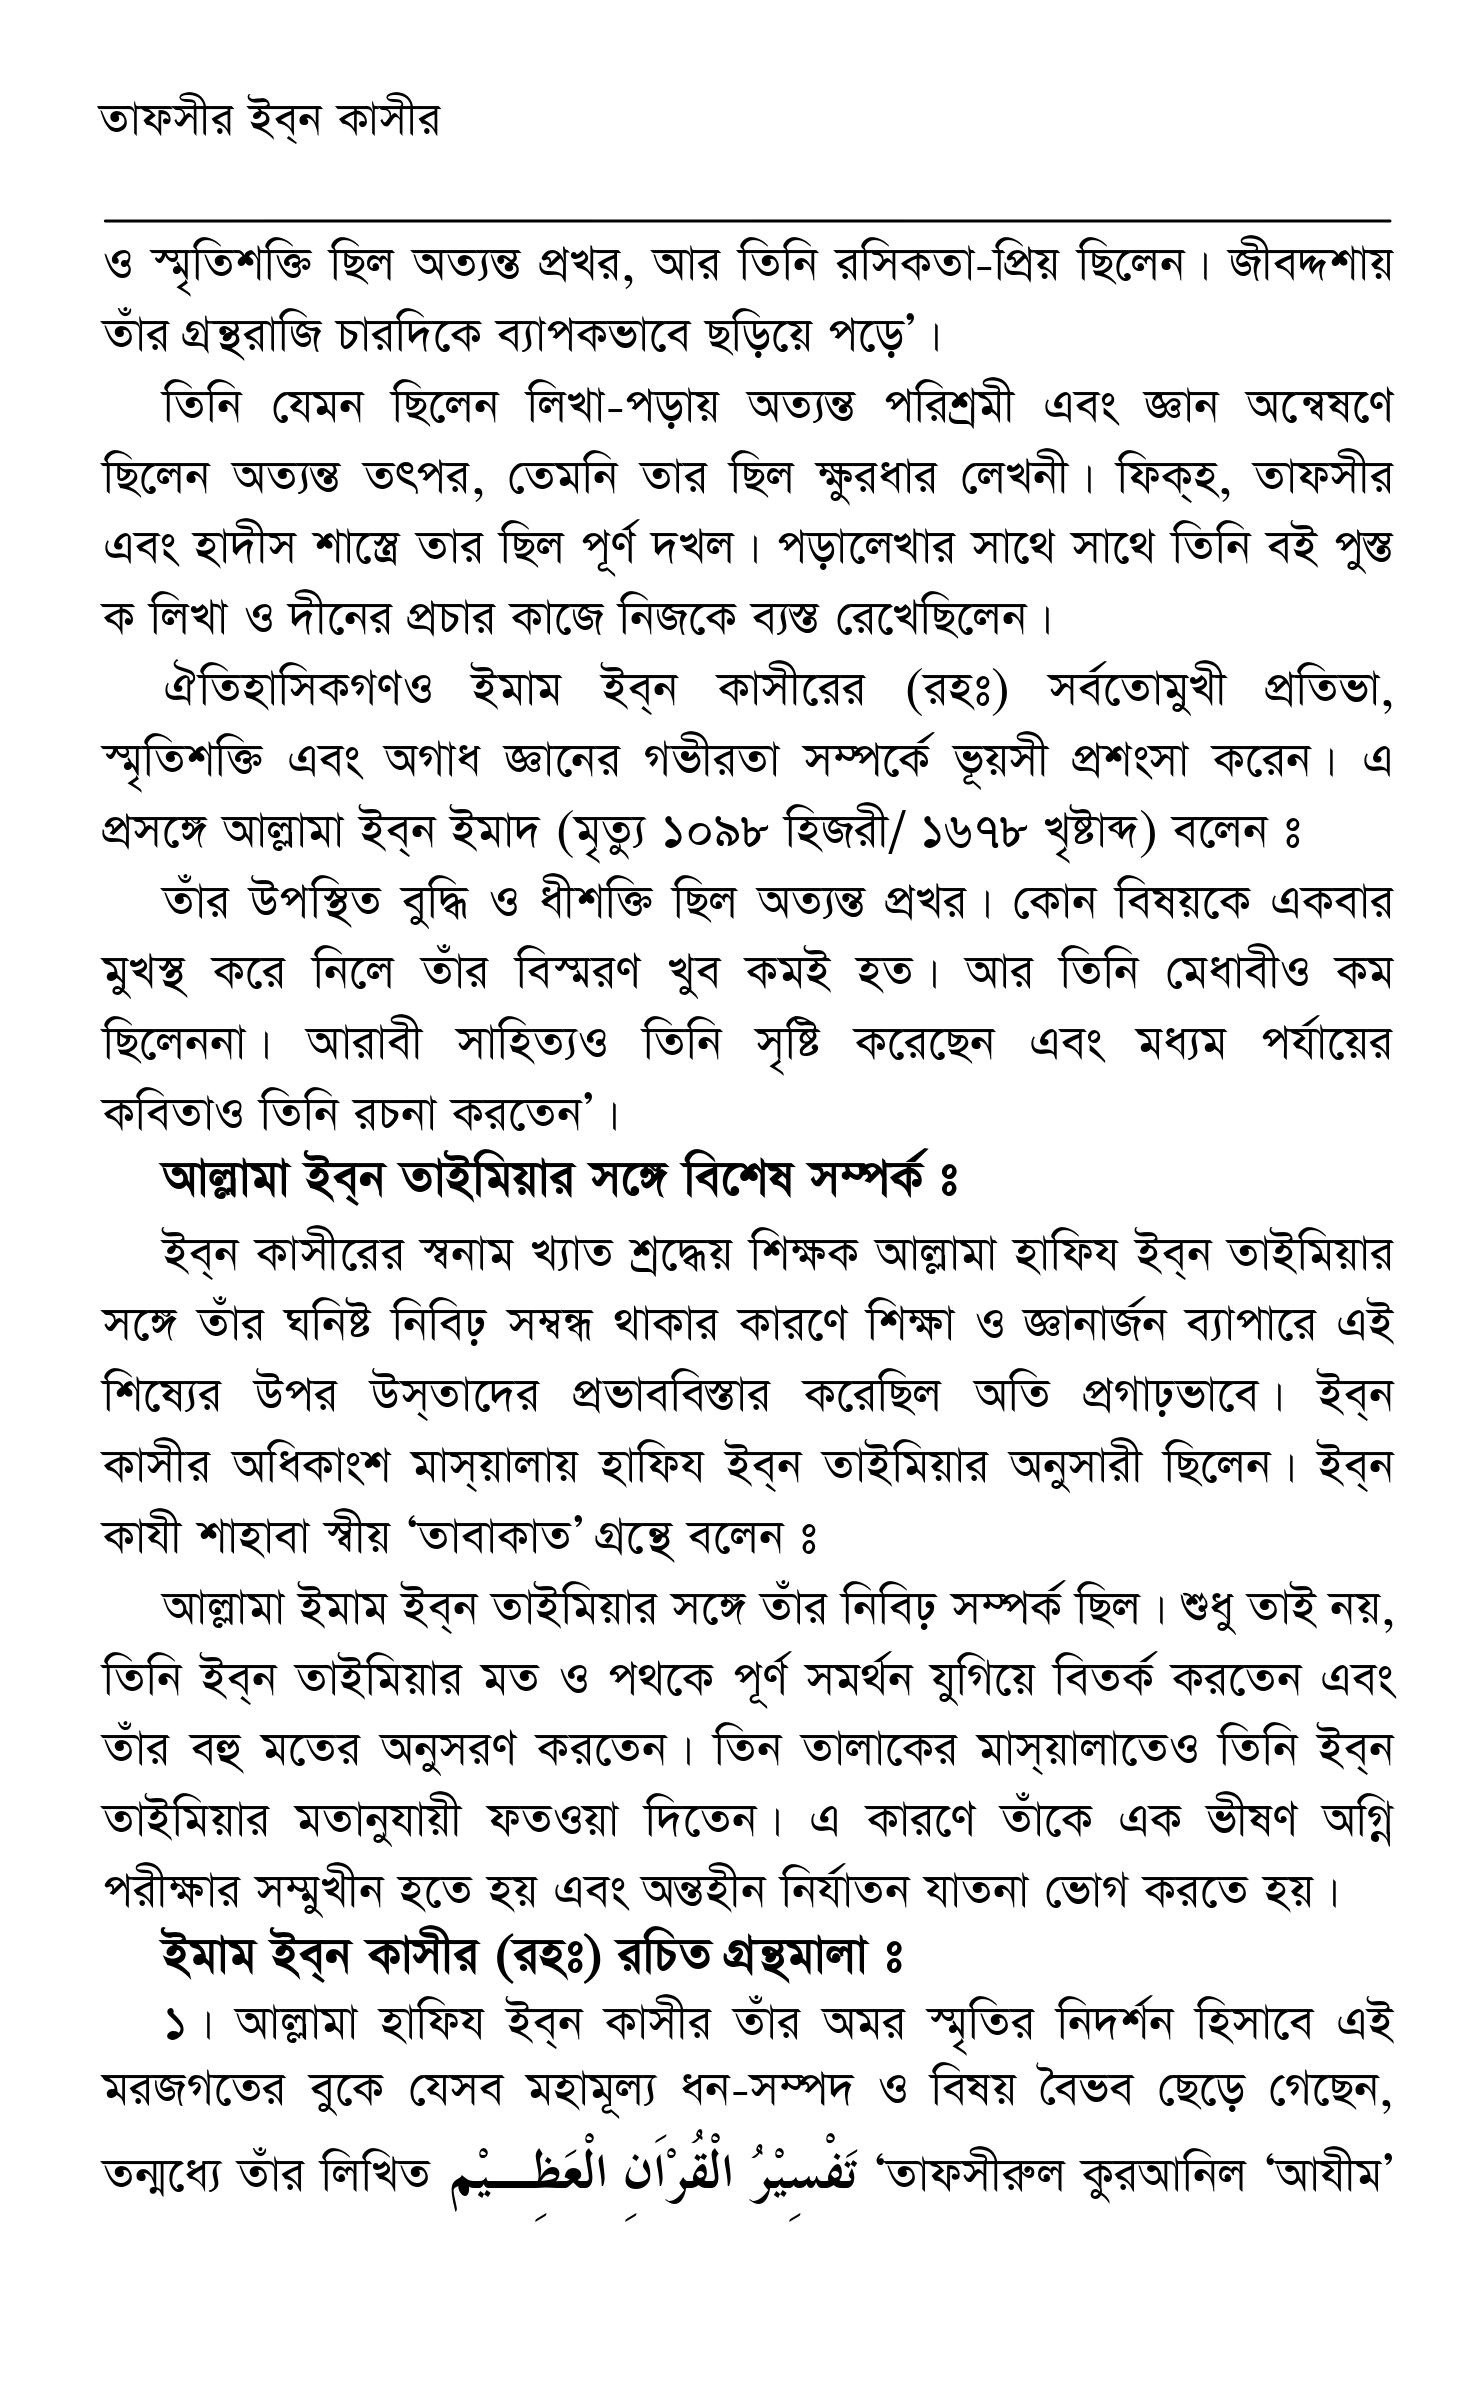 তাফসীর ইব্‌ন কাসীর
ও স্মৃতিশক্তি ছিল অত্যন্ত প্রখর, আর তিনি রসিকতা-প্রিয় ছিলেন। জীবদ্দশায়
তাঁর গ্রন্থরাজি চারদিকে ব্যাপকভাবে ছড়িয়ে পড়ে’।
তিনি যেমন ছিলেন লিখা-পড়ায় অত্যন্ত পরিশ্রমী এবং জ্ঞান অন্বেষণে
ছিলেন অত্যন্ত তৎপর, তেমনি তার ছিল ক্ষুরধার লেখনী। ফিক্‌হ, তাফসীর
এবং হাদীস শাস্ত্রে তার ছিল পূর্ণ দখল। পড়ালেখার সাথে সাথে তিনি বই পুস্ত
ক লিখা ও দীনের প্রচার কাজে নিজকে ব্যস্ত রেখেছিলেন।
ঐতিহাসিকগণও ইমাম ইব্‌ন কাসীরের (রহঃ) সর্বতোমুখী প্রতিভা,
স্মৃতিশক্তি এবং অগাধ জ্ঞানের গভীরতা সম্পর্কে ভূয়সী প্রশংসা করেন। এ
প্রসঙ্গে আল্লামা ইব্‌ন ইমাদ (মৃত্যু ১০৯৮ হিজরী/ ১৬৭৮ খৃষ্টাব্দ) বলেন ঃ
তাঁর উপস্থিত বুদ্ধি ও ধীশক্তি ছিল অত্যন্ত প্রখর। কোন বিষয়কে একবার
মুখস্থ করে নিলে তাঁর বিস্মরণ খুব কমই হত। আর তিনি মেধাবীও কম
ছিলেননা। আরাবী সাহিত্যও তিনি সৃষ্টি করেছেন এবং মধ্যম পর্যায়ের
কবিতাও তিনি রচনা করতেন’।
আল্লামা ইব্‌ন তাইমিয়ার সঙ্গে বিশেষ সম্পর্ক ঃ
ইব্‌ন কাসীরের স্বনাম খ্যাত শ্রদ্ধেয় শিক্ষক আল্লামা হাফিয ইব্‌ন তাইমিয়ার
সঙ্গে তাঁর ঘনিষ্ট নিবিঢ় সম্বন্ধ থাকার কারণে শিক্ষা ও জ্ঞানার্জন ব্যাপারে এই
শিষ্যের উপর উস্‌তাদের প্রভাববিস্তার করেছিল অতি প্রগাঢ়ভাবে। ইব্‌ন
কাসীর অধিকাংশ মাস্‌য়ালায় হাফিয ইব্‌ন তাইমিয়ার অনুসারী ছিলেন। ইব্‌ন
কাযী শাহাবা স্বীয় ‘তাবাকাত’ গ্রন্থে বলেন ঃ
আল্লামা ইমাম ইব্‌ন তাইমিয়ার সঙ্গে তাঁর নিবিঢ় সম্পর্ক ছিল। শুধু তাই নয়,
তিনি ইব্‌ন তাইমিয়ার মত ও পথকে পূর্ণ সমর্থন যুগিয়ে বিতর্ক করতেন এবং
তাঁর বহু মতের অনুসরণ করতেন। তিন তালাকের মাস্‌য়ালাতেও তিনি ইব্‌ন
তাইমিয়ার মতানুযায়ী ফতওয়া দিতেন। এ কারণে তাঁকে এক ভীষণ অগ্নি
পরীক্ষার সম্মুখীন হতে হয় এবং অন্তহীন নির্যাতন যাতনা ভোগ করতে হয়।
ইমাম ইব্‌ন কাসীর (রহঃ) রচিত গ্রন্থমালা ঃ
১। আল্লামা হাফিয ইব্‌ন কাসীর তাঁর অমর স্মৃতির নিদর্শন হিসাবে এই
মরজগতের বুকে যেসব মহামূল্য ধন-সম্পদ ও বিষয় বৈভব ছেড়ে গেছেন,
তন্মধ্যে তাঁর লিখিত تَفْسِيْرُ الْقُرْاَنِ الْعَظِـــيْم ‘তাফসীরুল কুরআনিল ‘আযীম’